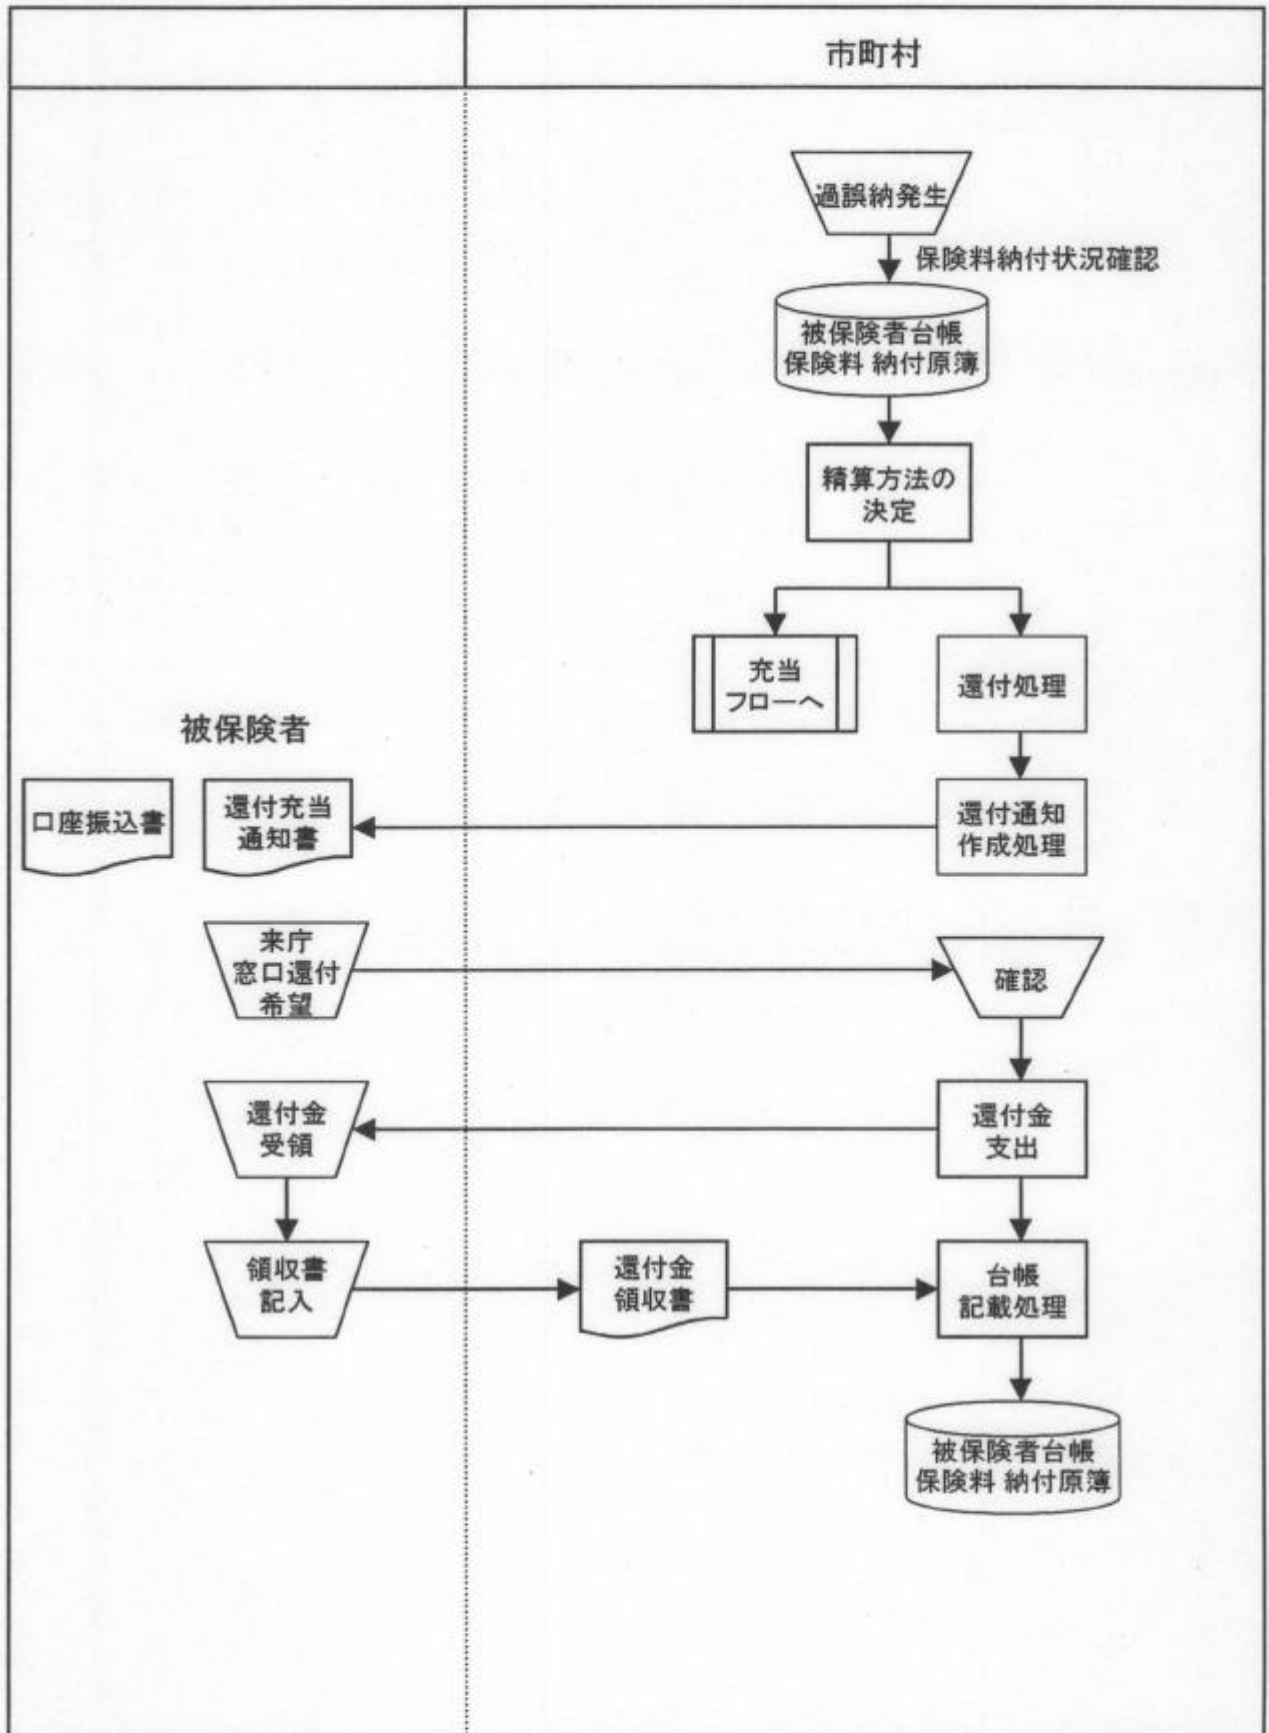 市町村
過誤納発生
保険料納付状況確認
被保険者台帳
保険料 納付原簿
精算方法の
決定
充当
フローへ
還付処理
被保険者
口座振込書
還付充当
通知書
還付通知
作成処理
来庁
窓口還付
希望
確認
還付金
受領
還付金
支出
領収書
記入
還付金
領収書
台帳
記載処理
被保険者台帳
保険料 納付原簿